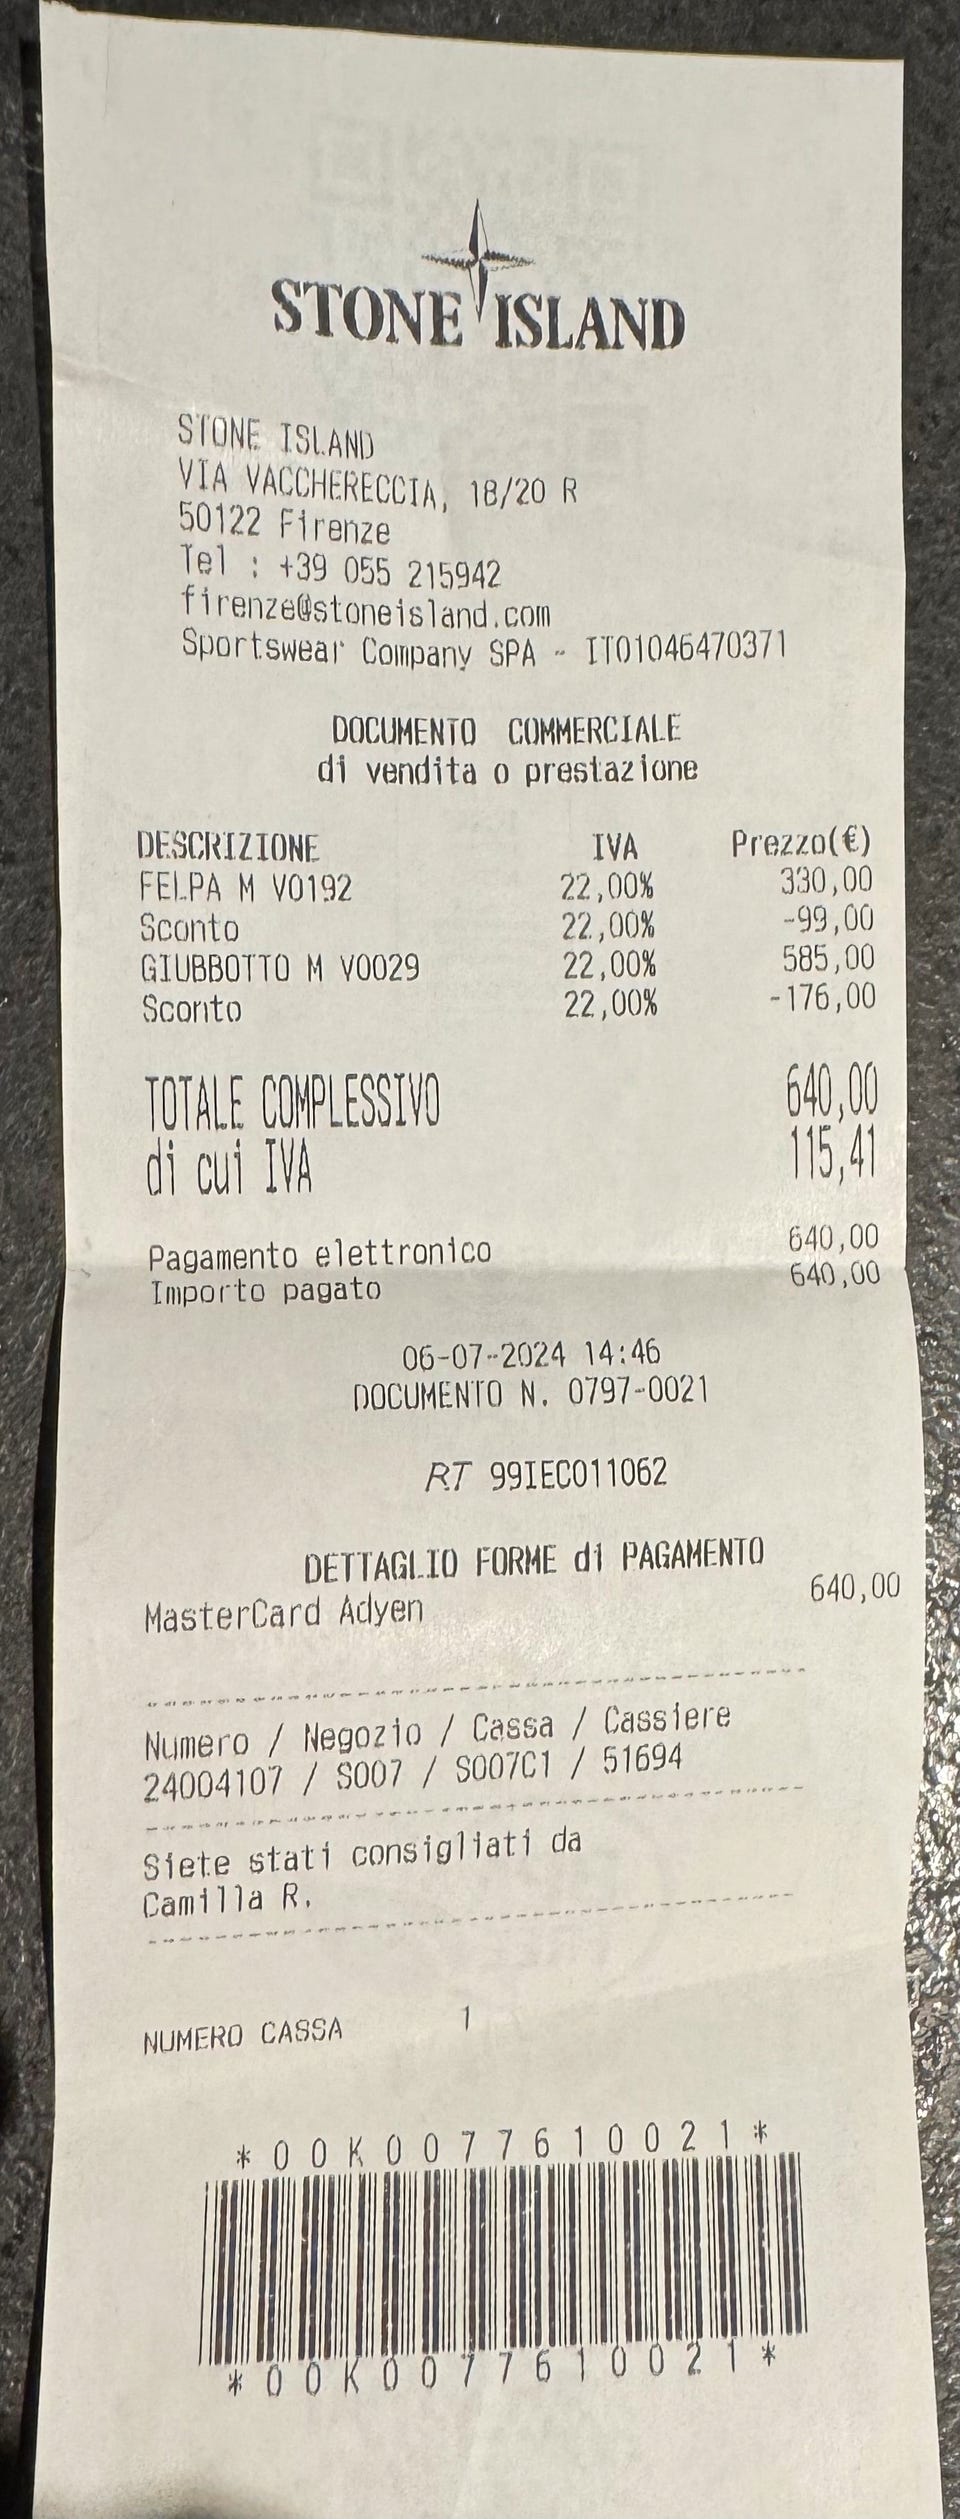 STONE ISLAND
STONE ISLAND
VIA VACCHERECCIA, 18/20 R
50122 Firenze
Tel : +39 055 215942
firenze@stoneisland.com
Sportswear Company SPA - IT01046470371
DOCUMENTO COMMERCIALE
di vendita o prestazione
DESCRIZIONE IVA Prezzo(€)
FELPA M V0192 22,00% 330,00
Sconto 22,00% -99,00
GIUBBOTTO M V0029 22,00% 585,00
Sconto 22,00% -176,00
TOTALE COMPLESSIVO 640,00
di cui IVA 115,41
Pagamento elettronico 640,00
Importo pagato 640,00
06-07-2024 14:46
DOCUMENTO N. 0797-0021
RT 99IEC011062
DETTAGLIO FORME di PAGAMENTO
MasterCard Adyen 640,00
Numero / Negozio / Cassa / Cassiere
24004107 / S007 / S007C1 / 51694
Siete stati consigliati da
Camilla R.
NUMERO CASSA 1
*00K0077610021*
*00K0077610021*